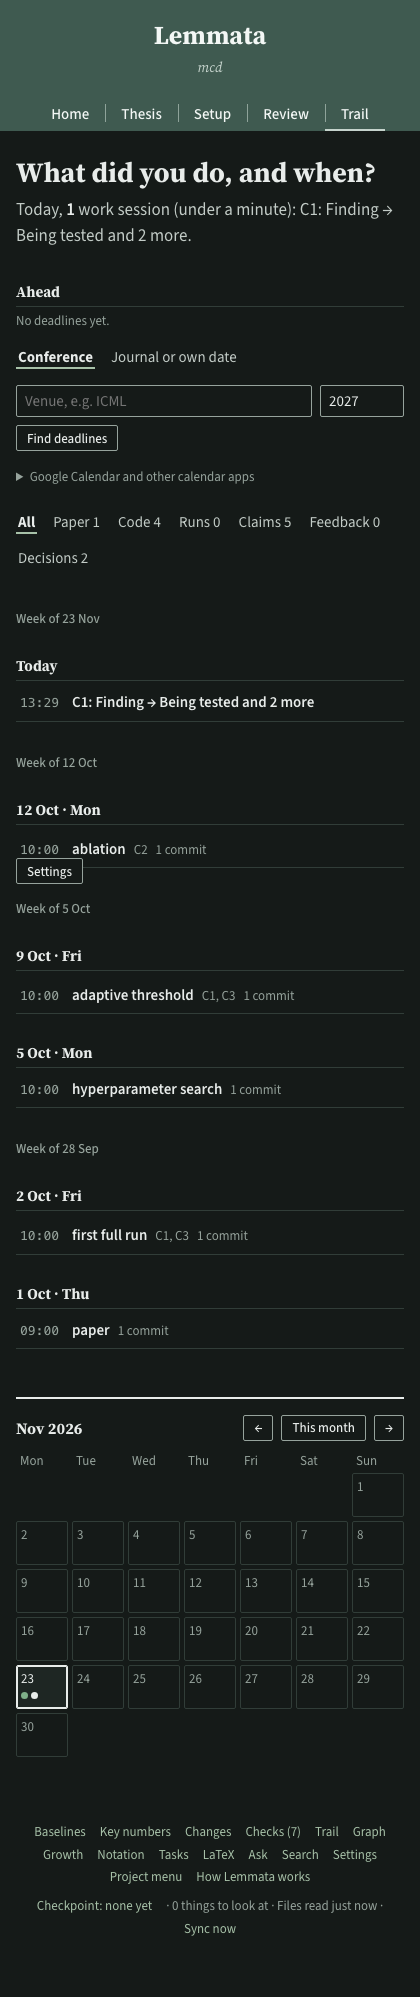 Lemmata
mcd
Home Thesis Setup Review Trail
What did you do, and when?
Today, 1 work session (under a minute): C1: Finding →
Being tested and 2 more.
Ahead
No deadlines yet.
Conference Journal or own date
Venue, e.g. ICML 2027
Find deadlines
▶ Google Calendar and other calendar apps
All Paper 1 Code 4 Runs 0 Claims 5 Feedback 0
Decisions 2
Week of 23 Nov
Today
13:29 C1: Finding → Being tested and 2 more
Week of 12 Oct
12 Oct · Mon
10:00 ablation C2 1 commit
Settings
Week of 5 Oct
9 Oct · Fri
10:00 adaptive threshold C1, C3 1 commit
5 Oct · Mon
10:00 hyperparameter search 1 commit
Week of 28 Sep
2 Oct · Fri
10:00 first full run C1, C3 1 commit
1 Oct · Thu
09:00 paper 1 commit
Nov 2026 ← This month →
Mon Tue Wed Thu Fri Sat Sun
1
2 3 4 5 6 7 8
9 10 11 12 13 14 15
16 17 18 19 20 21 22
23 24 25 26 27 28 29
30
Baselines Key numbers Changes Checks (7) Trail Graph
Growth Notation Tasks LaTeX Ask Search Settings
Project menu How Lemmata works
Checkpoint: none yet · 0 things to look at · Files read just now ·
Sync now